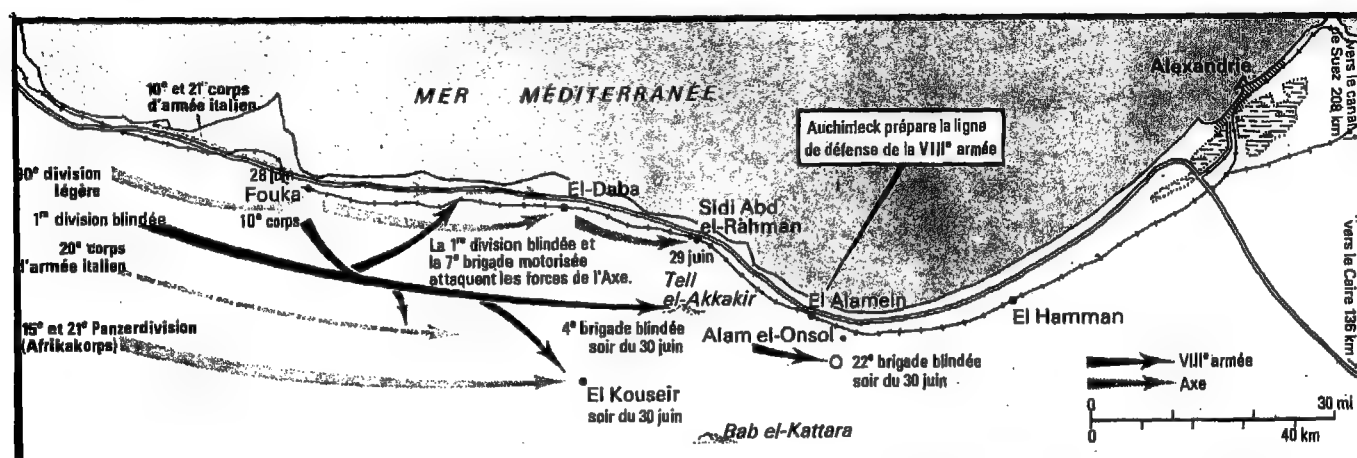 MER MÉDITERRANÉE
Alexandrie
vers le canal
de Suez 208 km
10e et 21e corps
d'armée italien
Auchinleck prépare la ligne
de défense de la VIIIe armée
90e division
légère
28 juin
Fouka
El-Daba
1re division blindée
10e corps
Sidi Abd
el-Rahman
29 juin
La 1re division blindée et
la 7e brigade motorisée
attaquent les forces de l'Axe.
20e corps
d'armée italien
Tell
el-Akkakir
El Alamein
El Hamman
vers le Caire 136 km
15e et 21e Panzerdivision
(Afrikakorps)
4e brigade blindée
soir du 30 juin
Alam el-Onsol
22e brigade blindée
soir du 30 juin
El Kouseir
soir du 30 juin
Bab el-Kattara
VIIIe armée
Axe
0 30 mi
0 40 km